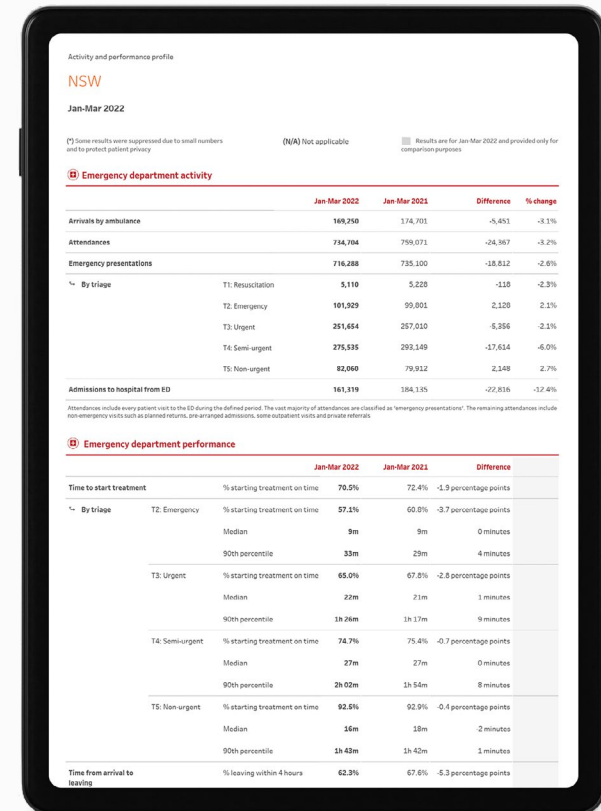 Activity and performance profile
NSW
Jan-Mar 2022
(*) Some results were suppressed due to small numbers and to protect patient privacy
(N/A) Not applicable
Results are for Jan-Mar 2022 and provided only for comparison purposes
Emergency department activity
Jan-Mar 2022 Jan-Mar 2021 Difference % change
Arrivals by ambulance 169,250 174,701 -5,451 -3.1%
Attendances 734,704 759,071 -24,367 -3.2%
Emergency presentations 716,288 735,100 -18,812 -2.6%
By triage T1: Resuscitation 5,110 5,228 -118 -2.3%
T2: Emergency 101,929 99,801 2,128 2.1%
T3: Urgent 251,654 257,010 -5,356 -2.1%
T4: Semi-urgent 275,535 293,149 -17,614 -6.0%
T5: Non-urgent 82,060 79,912 2,148 2.7%
Admissions to hospital from ED 161,319 184,135 -22,816 -12.4%
Attendances include every patient visit to the ED during the defined period. The vast majority of attendances are classified as 'emergency presentations'. The remaining attendances include
non-emergency visits such as planned returns, pre-arranged admissions, some outpatient visits and private referrals
Emergency department performance
Jan-Mar 2022 Jan-Mar 2021 Difference
Time to start treatment % starting treatment on time 70.5% 72.4% -1.9 percentage points
By triage T2: Emergency % starting treatment on time 57.1% 60.8% -3.7 percentage points
Median 9m 9m 0 minutes
90th percentile 33m 29m 4 minutes
T3: Urgent % starting treatment on time 65.0% 67.8% -2.8 percentage points
Median 22m 21m 1 minutes
90th percentile 1h 26m 1h 17m 9 minutes
T4: Semi-urgent % starting treatment on time 74.7% 75.4% -0.7 percentage points
Median 27m 27m 0 minutes
90th percentile 2h 02m 1h 54m 8 minutes
T5: Non-urgent % starting treatment on time 92.5% 92.9% -0.4 percentage points
Median 16m 18m -2 minutes
90th percentile 1h 43m 1h 42m 1 minutes
Time from arrival to leaving % leaving within 4 hours 62.3% 67.6% -5.3 percentage points